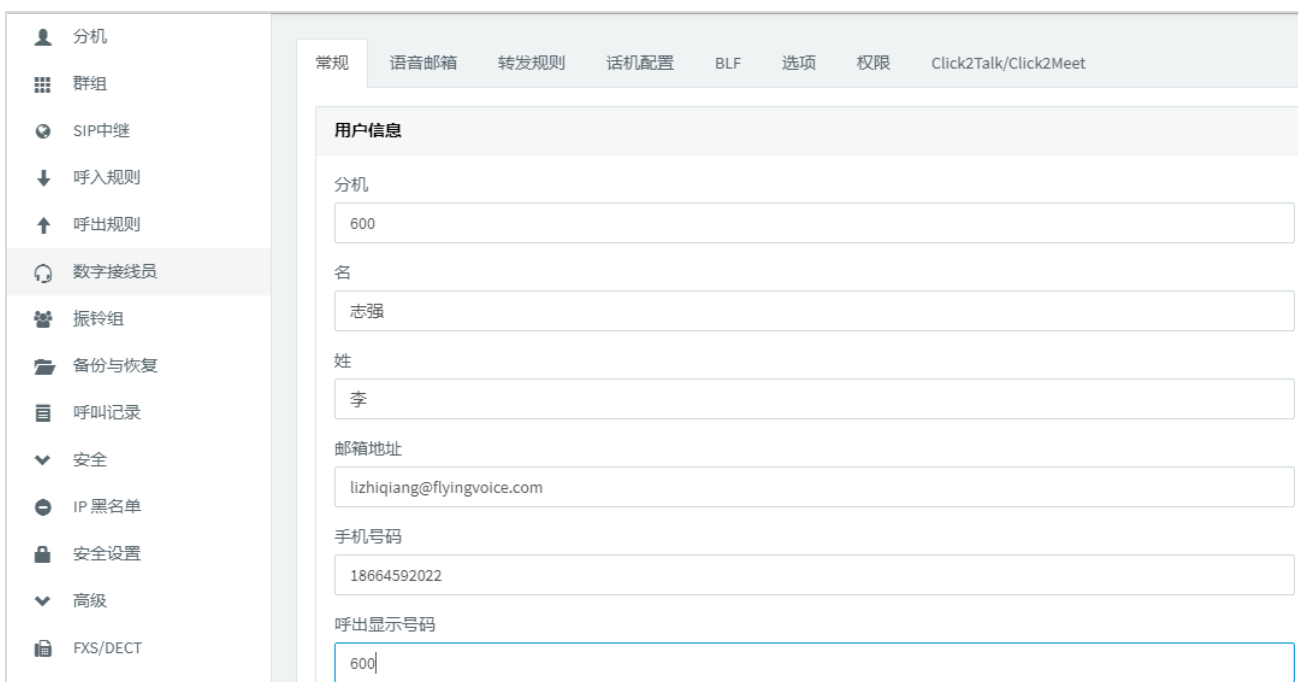 分机
群组
SIP中继
呼入规则
呼出规则
数字接线员
振铃组
备份与恢复
呼叫记录
安全
IP 黑名单
安全设置
高级
FXS/DECT
常规 语音邮箱 转发规则 话机配置 BLF 选项 权限 Click2Talk/Click2Meet
用户信息
分机
600
名
志强
姓
李
邮箱地址
lizhiqiang@flyingvoice.com
手机号码
18664592022
呼出显示号码
600